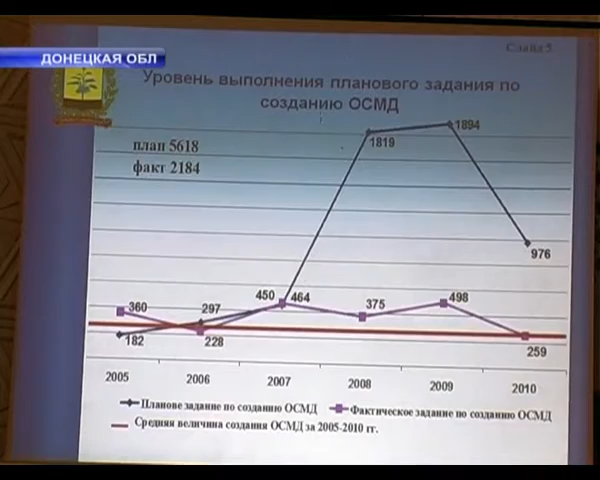 Слайд 5
ДОНЕЦКАЯ ОБЛ
Уровень выполнения планового задания по
созданию ОСМД
план 5618
факт 2184
1819
1894
976
360
182
297
228
450
464
375
498
259
2005 2006 2007 2008 2009 2010
Планове задание по созданию ОСМД Фактическое задание по созданию ОСМД
Средняя величина создания ОСМД за 2005-2010 гг.